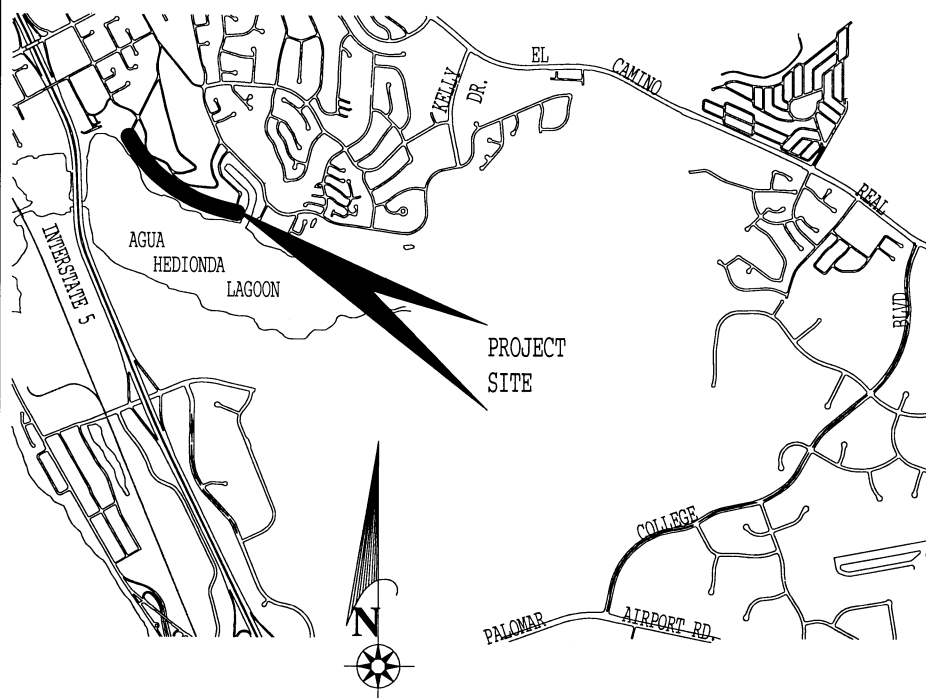 EL
CAMINO
KELLY
DR.
REAL
AGUA
HEDIONDA
LAGOON
INTERSTATE 5
BLVD
PROJECT
SITE
COLLEGE
N
PALOMAR
AIRPORT RD.